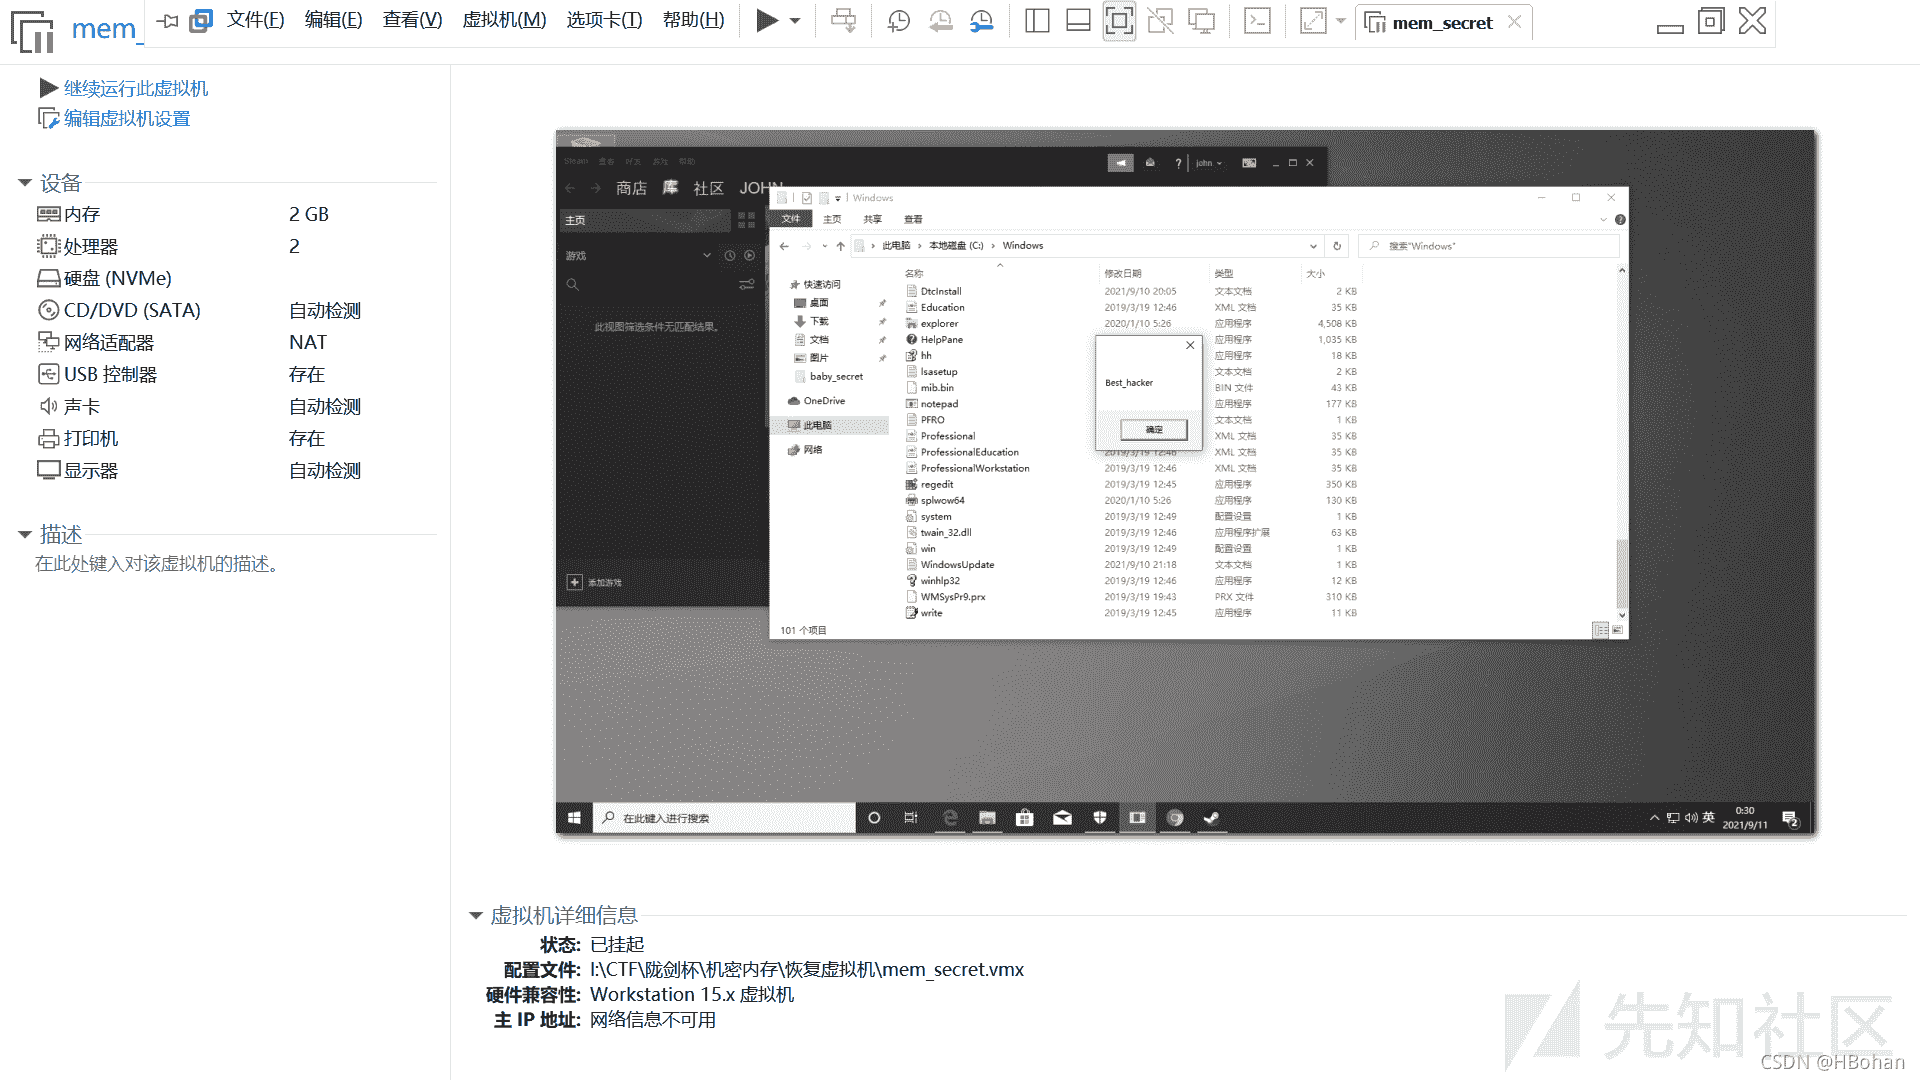 mem_
文件(F) 编辑(E) 查看(V) 虚拟机(M) 选项卡(T) 帮助(H)
mem_secret
继续运行此虚拟机
编辑虚拟机设置
设备
内存 2 GB
处理器 2
硬盘 (NVMe)
CD/DVD (SATA) 自动检测
网络适配器 NAT
USB 控制器 存在
声卡 自动检测
打印机 存在
显示器 自动检测
描述
在此处键入对该虚拟机的描述。
Steam 查看 好友 游戏 帮助
john
商店 库 社区 JOHN
主页
游戏
此视图筛选条件无匹配结果。
添加游戏
Windows
文件 主页 共享 查看
此电脑 本地磁盘 (C:) Windows
搜索"Windows"
快速访问
桌面
下载
文档
图片
baby_secret
OneDrive
此电脑
网络
名称 修改日期 类型 大小
DtcInstall 2021/9/10 20:05 文本文档 2 KB
Education 2019/3/19 12:46 XML 文档 35 KB
explorer 2020/1/10 5:26 应用程序 4,508 KB
HelpPane 应用程序 1,035 KB
hh 应用程序 18 KB
lsasetup 文本文档 2 KB
mib.bin BIN 文件 43 KB
notepad 应用程序 177 KB
PFRO 文本文档 1 KB
Professional XML 文档 35 KB
ProfessionalEducation 2019/3/19 12:46 XML 文档 35 KB
ProfessionalWorkstation 2019/3/19 12:46 XML 文档 35 KB
regedit 2019/3/19 12:45 应用程序 350 KB
splwow64 2020/1/10 5:26 应用程序 130 KB
system 2019/3/19 12:49 配置设置 1 KB
twain_32.dll 2019/3/19 12:46 应用程序扩展 63 KB
win 2019/3/19 12:49 配置设置 1 KB
WindowsUpdate 2021/9/10 21:18 文本文档 1 KB
winhlp32 2019/3/19 12:46 应用程序 12 KB
WMSysPr9.prx 2019/3/19 19:43 PRX 文件 310 KB
write 2019/3/19 12:45 应用程序 11 KB
101 个项目
Best_hacker
确定
在此键入进行搜索
英
0:30
2021/9/11
2
虚拟机详细信息
状态: 已挂起
配置文件: I:\CTF\陇剑杯\机密内存\恢复虚拟机\mem_secret.vmx
硬件兼容性: Workstation 15.x 虚拟机
主 IP 地址: 网络信息不可用
先知社区
CSDN @HBohan